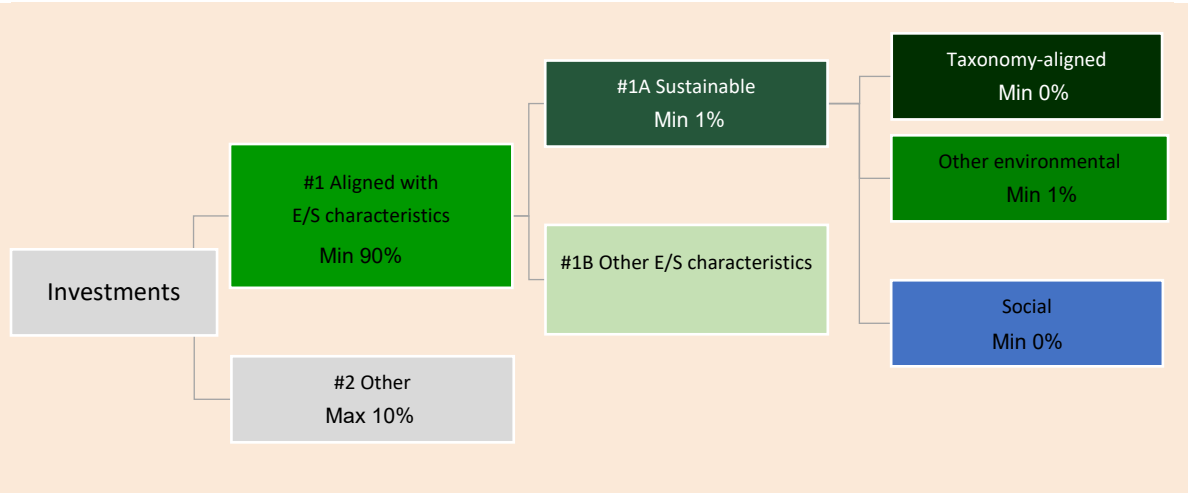 Investments
#1 Aligned with
E/S characteristics
Min 90%
#2 Other
Max 10%
#1A Sustainable
Min 1%
#1B Other E/S characteristics
Taxonomy-aligned
Min 0%
Other environmental
Min 1%
Social
Min 0%